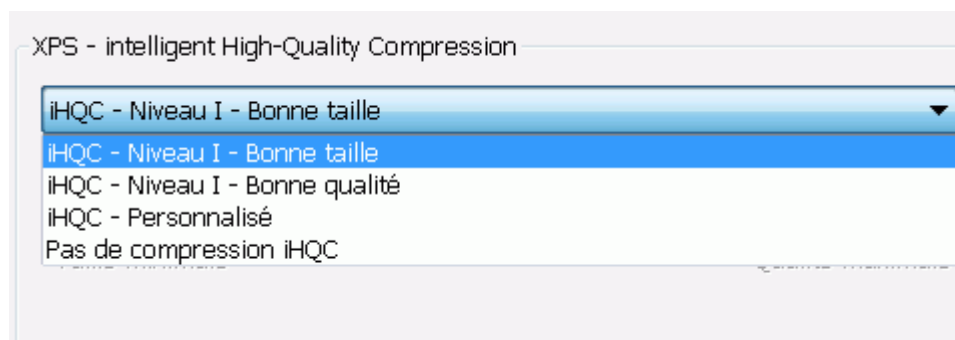 XPS - intelligent High-Quality Compression
iHQC - Niveau I - Bonne taille
iHQC - Niveau I - Bonne taille
iHQC - Niveau I - Bonne qualité
iHQC - Personnalisé
Pas de compression iHQC